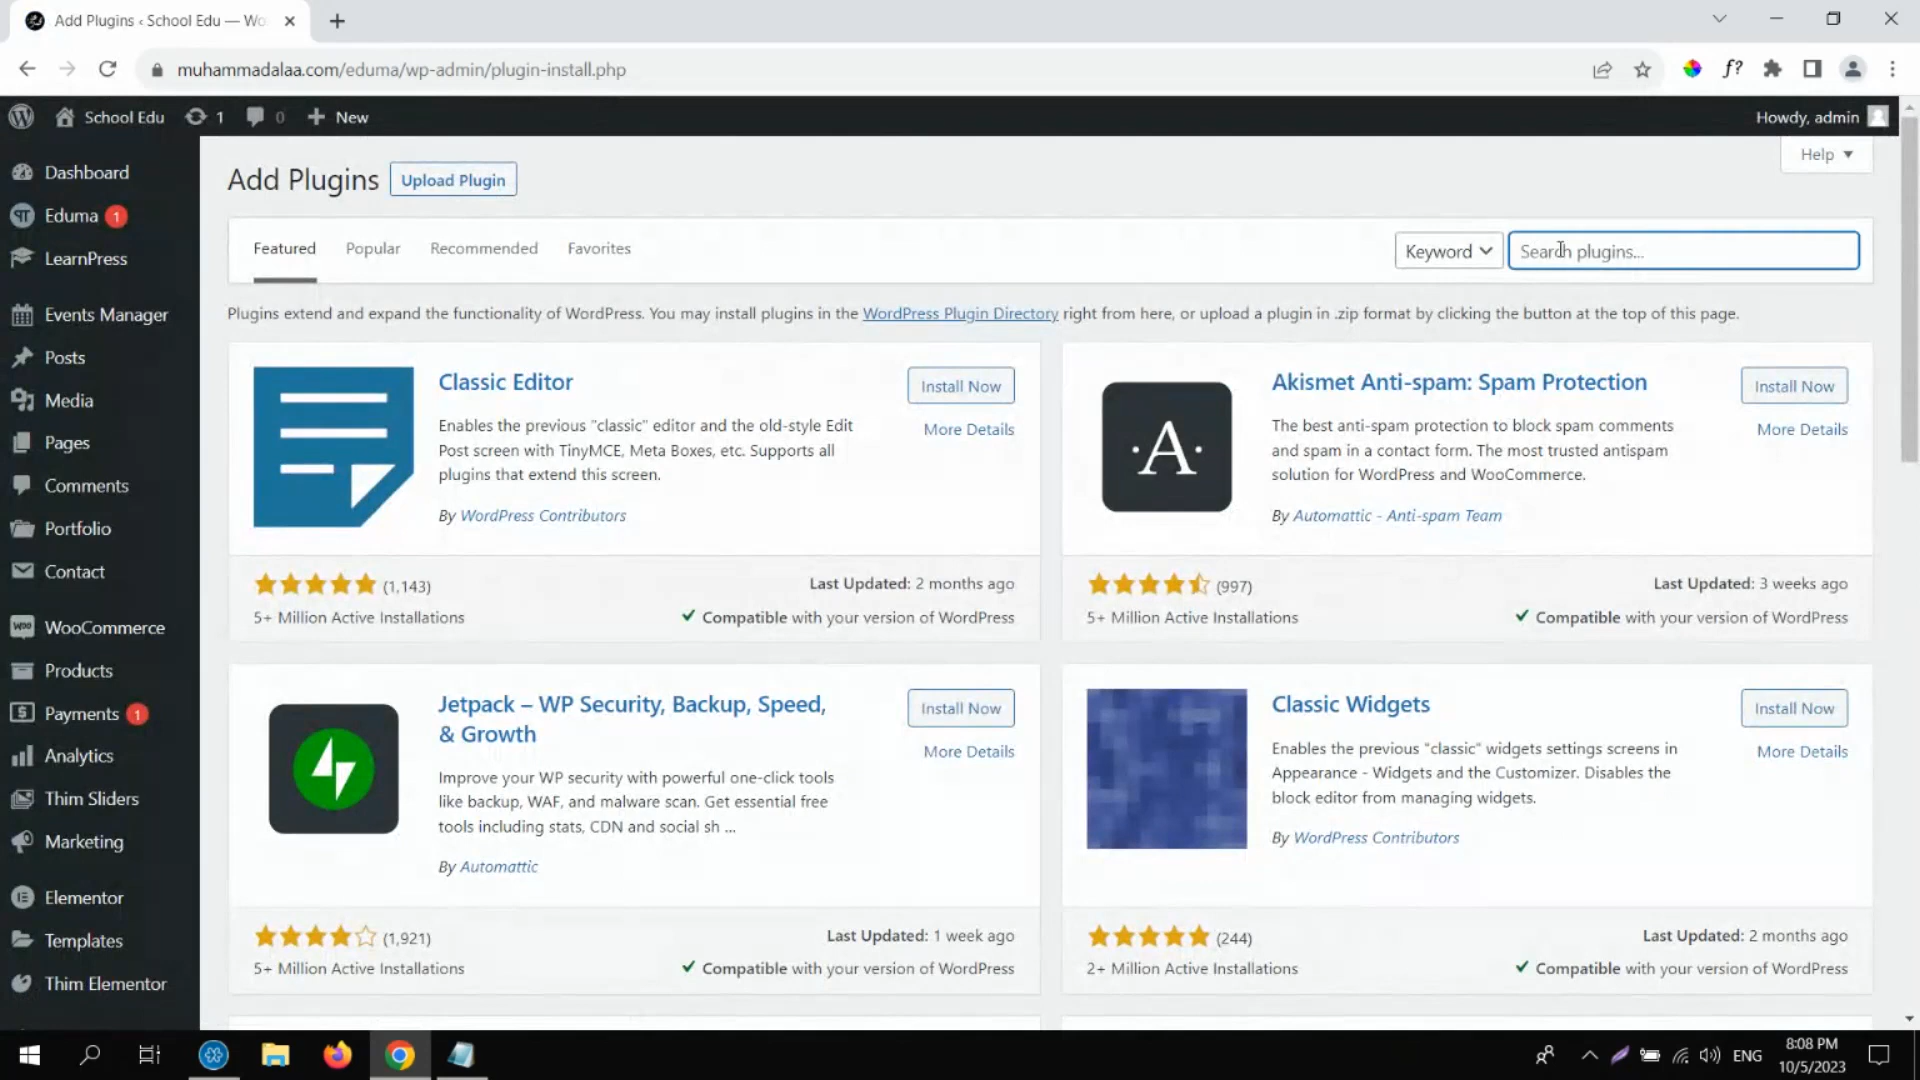 Add Plugins ‹ School Edu — Wo
muhammadalaa.com/eduma/wp-admin/plugin-install.php
f?
School Edu
1
0
New
Howdy, admin
Dashboard
Eduma 1
LearnPress
Events Manager
Posts
Media
Pages
Comments
Portfolio
Contact
WooCommerce
Products
Payments 1
Analytics
Thim Sliders
Marketing
Elementor
Templates
Thim Elementor
Help
Add Plugins
Upload Plugin
Featured
Popular
Recommended
Favorites
Keyword
Search plugins...
Plugins extend and expand the functionality of WordPress. You may install plugins in the WordPress Plugin Directory right from here, or upload a plugin in .zip format by clicking the button at the top of this page.
Classic Editor
Install Now
More Details
Enables the previous "classic" editor and the old-style Edit
Post screen with TinyMCE, Meta Boxes, etc. Supports all
plugins that extend this screen.
By WordPress Contributors
(1,143)
Last Updated: 2 months ago
5+ Million Active Installations
Compatible with your version of WordPress
·A·
Akismet Anti-spam: Spam Protection
Install Now
More Details
The best anti-spam protection to block spam comments
and spam in a contact form. The most trusted antispam
solution for WordPress and WooCommerce.
By Automattic - Anti-spam Team
(997)
Last Updated: 3 weeks ago
5+ Million Active Installations
Compatible with your version of WordPress
Jetpack – WP Security, Backup, Speed,
& Growth
Install Now
More Details
Improve your WP security with powerful one-click tools
like backup, WAF, and malware scan. Get essential free
tools including stats, CDN and social sh ...
By Automattic
(1,921)
Last Updated: 1 week ago
5+ Million Active Installations
Compatible with your version of WordPress
Classic Widgets
Install Now
More Details
Enables the previous "classic" widgets settings screens in
Appearance - Widgets and the Customizer. Disables the
block editor from managing widgets.
By WordPress Contributors
(244)
Last Updated: 2 months ago
2+ Million Active Installations
Compatible with your version of WordPress
ENG
8:08 PM
10/5/2023